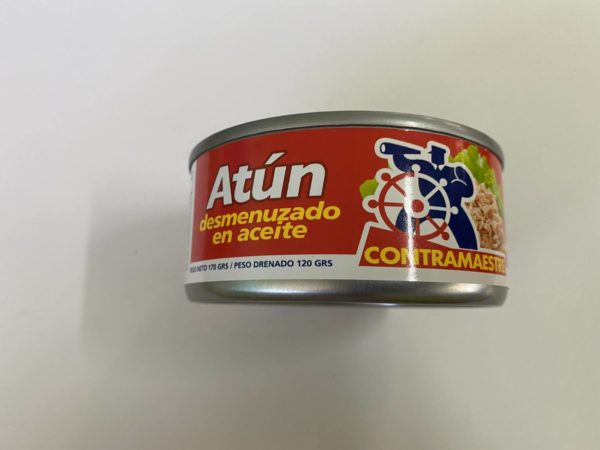 Atún
desmenuzado
en aceite
PESO NETO 170 GRS / PESO DRENADO 120 GRS
CONTRAMAESTRE